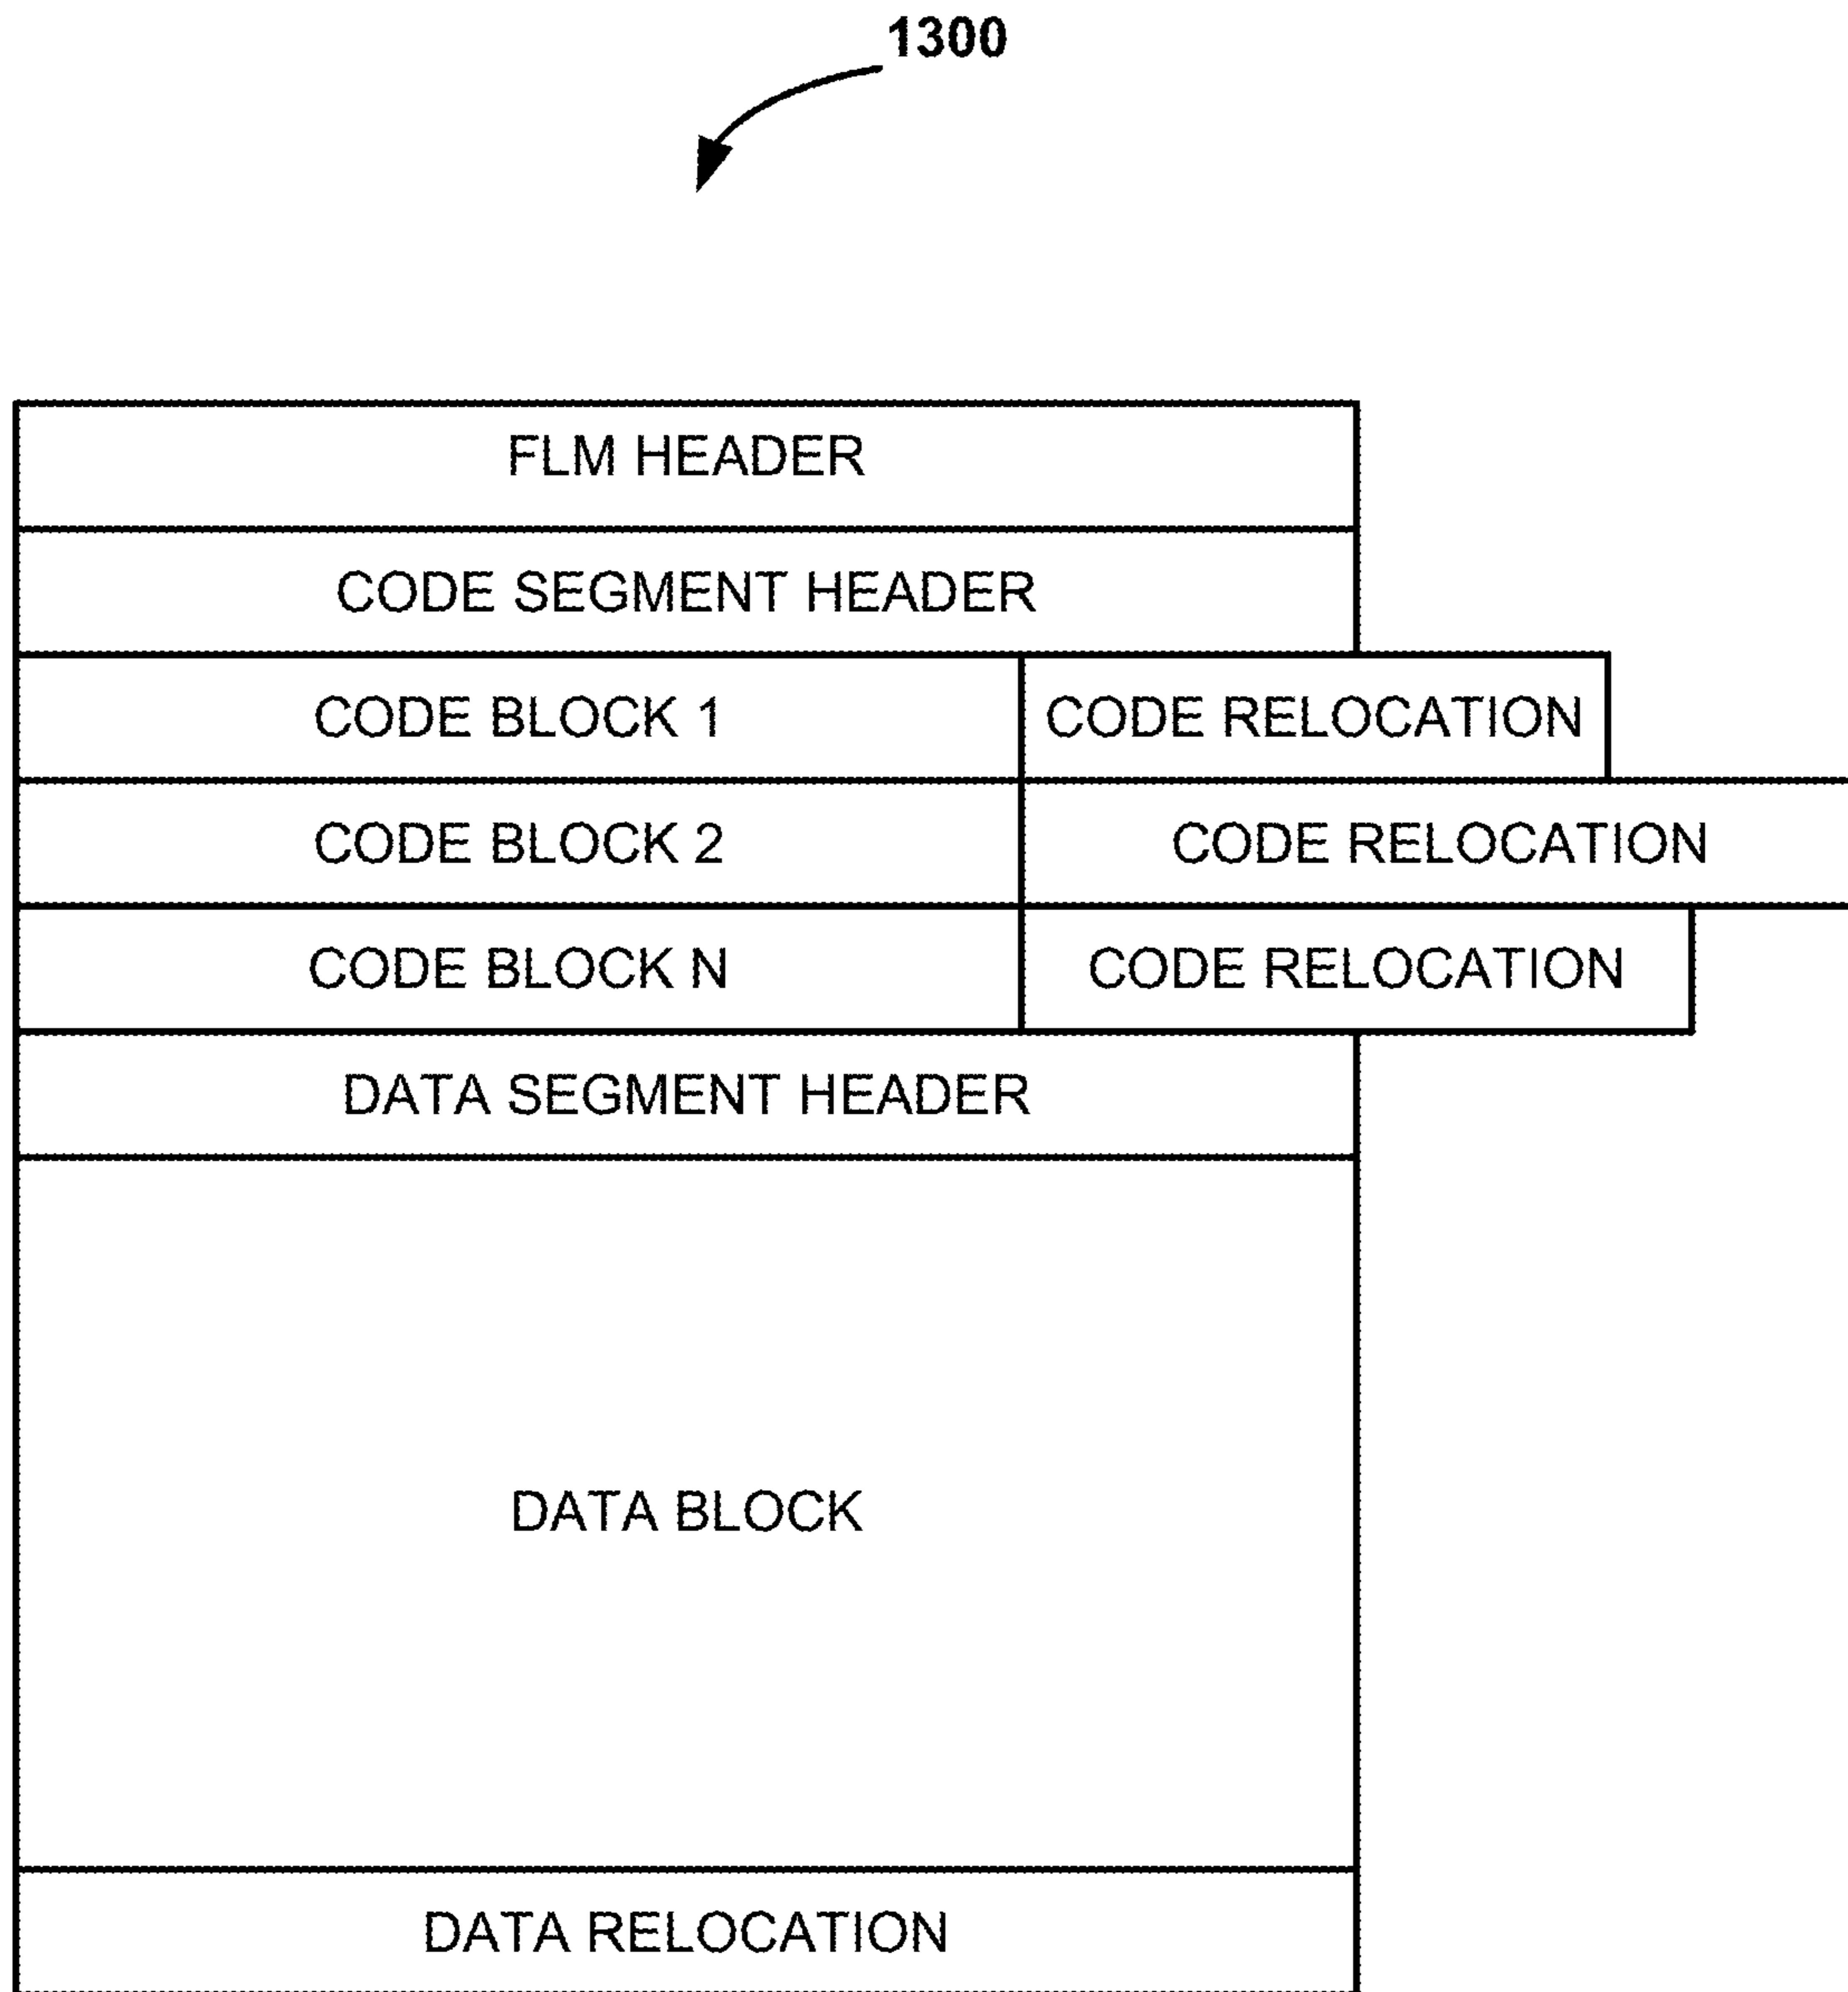 1300
FLM HEADER
CODE SEGMENT HEADER
CODE BLOCK 1 CODE RELOCATION
CODE BLOCK 2 CODE RELOCATION
CODE BLOCK N CODE RELOCATION
DATA SEGMENT HEADER
DATA BLOCK
DATA RELOCATION